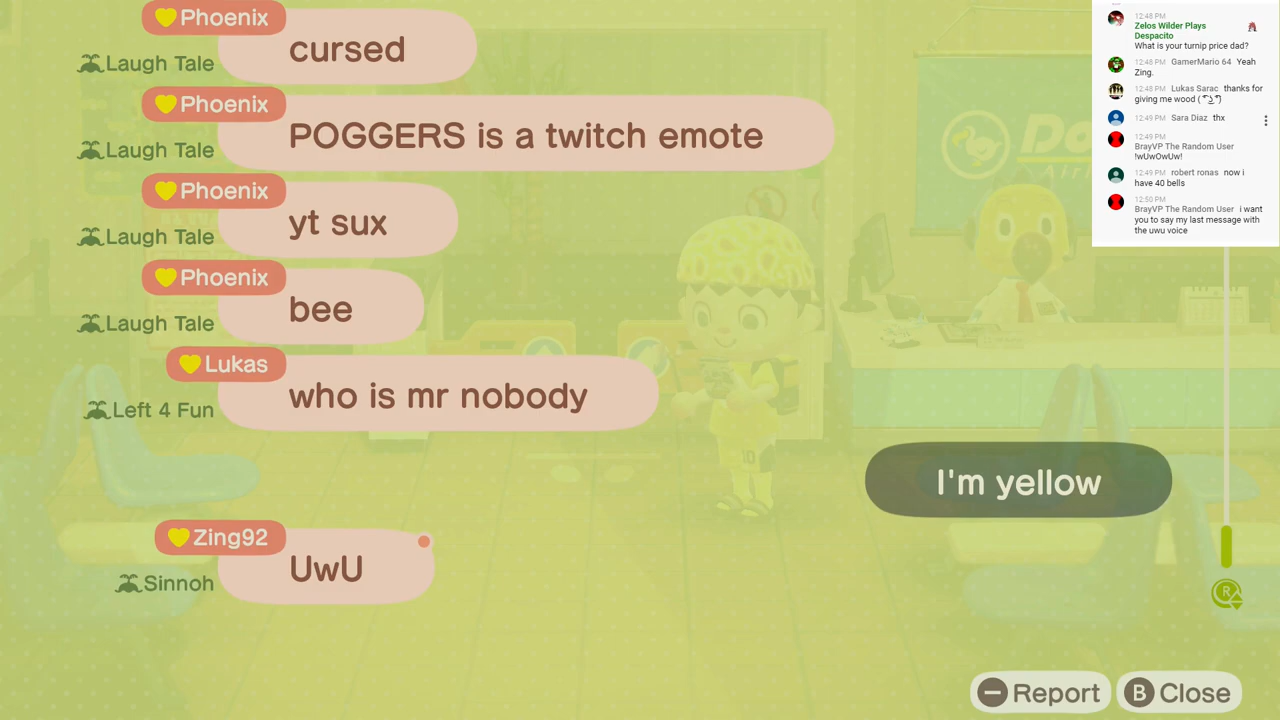 Phoenix
cursed
Laugh Tale
Phoenix
POGGERS is a twitch emote
Laugh Tale
Phoenix
yt sux
Laugh Tale
Phoenix
bee
Laugh Tale
Lukas
who is mr nobody
Left 4 Fun
I'm yellow
Zing92
UwU
Sinnoh
R
Report
B Close
Do
12:48 PM
Zelos Wilder Plays
Despacito
What is your turnip price dad?
12:48 PM GamerMario 64 Yeah
Zing.
12:48 PM Lukas Sarac thanks for
giving me wood ( ͡° ͜ʖ ͡°)
12:49 PM Sara Diaz thx
12:49 PM
BrayVP The Random User
!wUwOwUw!
12:49 PM robert ronas now i
have 40 bells
12:50 PM
BrayVP The Random User i want
you to say my last message with
the uwu voice